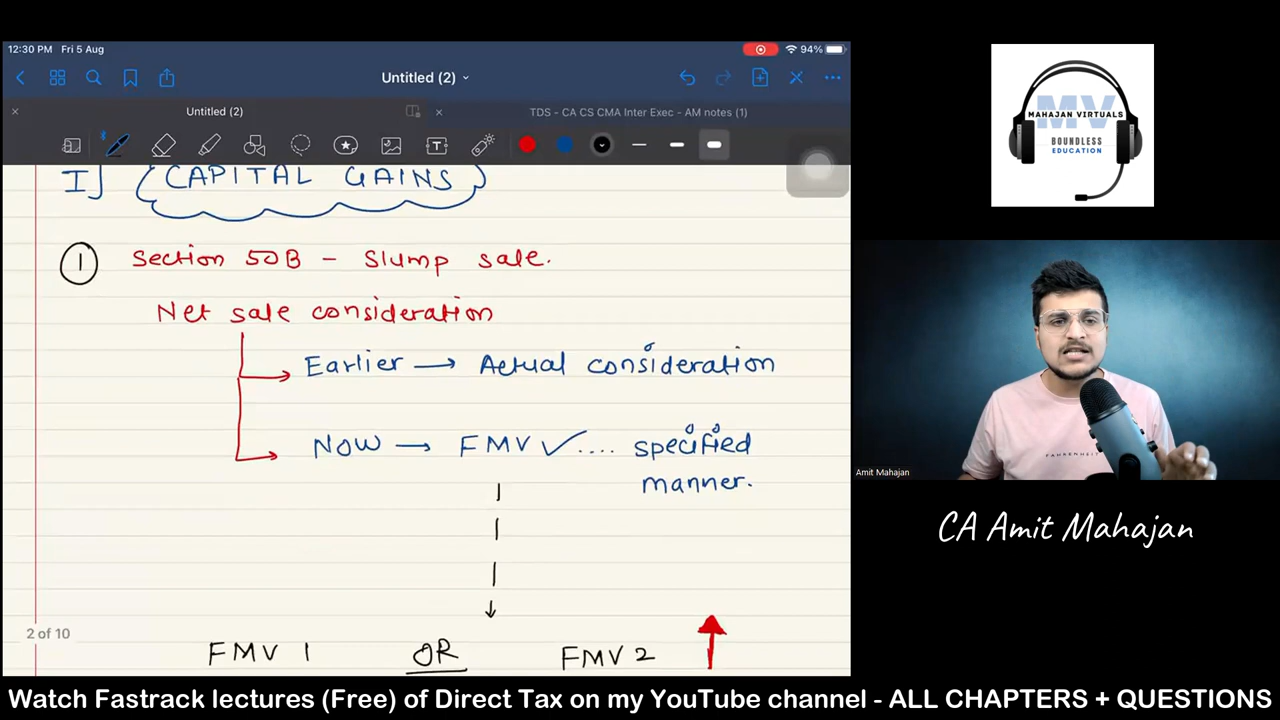 12:30 PM Fri 5 Aug
94%
Untitled (2)
Untitled (2)
TDS - CA CS CMA Inter Exec - AM notes (1)
I] CAPITAL GAINS
1 Section 50B - Slump sale.
Net sale consideration
Earlier → Actual consideration
Now → FMV ✓ .... specified
manner.
2 of 10
FMV 1 OR FMV 2
MV
MAHAJAN VIRTUALS
BOUNDLESS
EDUCATION
FAHRENHEIT
Amit Mahajan
CA Amit Mahajan
Watch Fastrack lectures (Free) of Direct Tax on my YouTube channel - ALL CHAPTERS + QUESTIONS